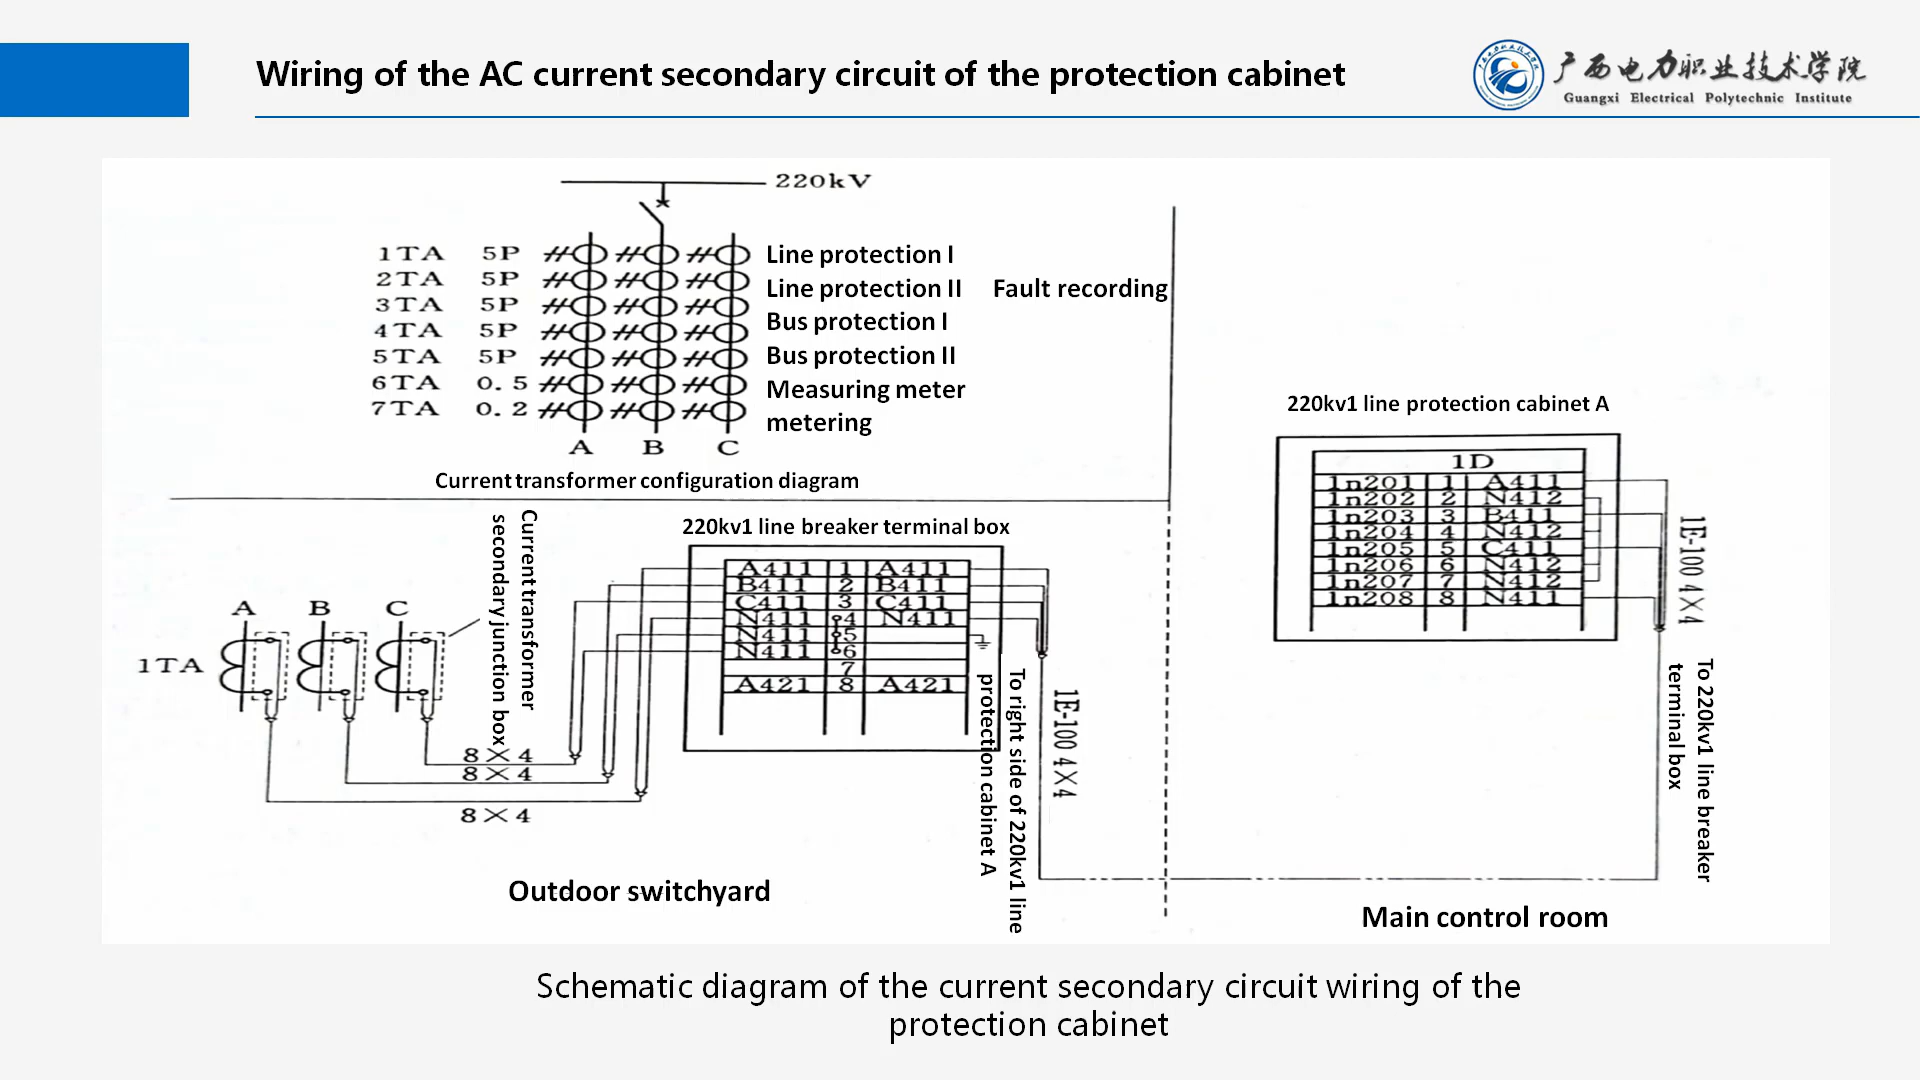 Wiring of the AC current secondary circuit of the protection cabinet
广西电力职业技术学院
Guangxi Electrical Polytechnic Institute
220kV
1TA 5P Line protection I
2TA 5P Line protection II Fault recording
3TA 5P Bus protection I
4TA 5P Bus protection II
5TA 5P Measuring meter
6TA 0.5 metering
7TA 0.2
A B C
Current transformer configuration diagram
Current transformer
secondary junction box
A B C
1TA
8×4
8×4
8×4
220kv1 line breaker terminal box
A411 1 A411
B411 2 B411
C411 3 C411
N411 4 N411
N411 5
N411 6
7
A421 8 A421
To right side of 220kv1 line
protection cabinet A
1E-100 4×4
Outdoor switchyard
220kv1 line protection cabinet A
1D
1n201 1 A411
1n202 2 N412
1n203 3 B411
1n204 4 N412
1n205 5 C411
1n206 6 N412
1n207 7 N412
1n208 8 N411
1E-100 4×4
To 220kv1 line breaker
terminal box
Main control room
Schematic diagram of the current secondary circuit wiring of the
protection cabinet